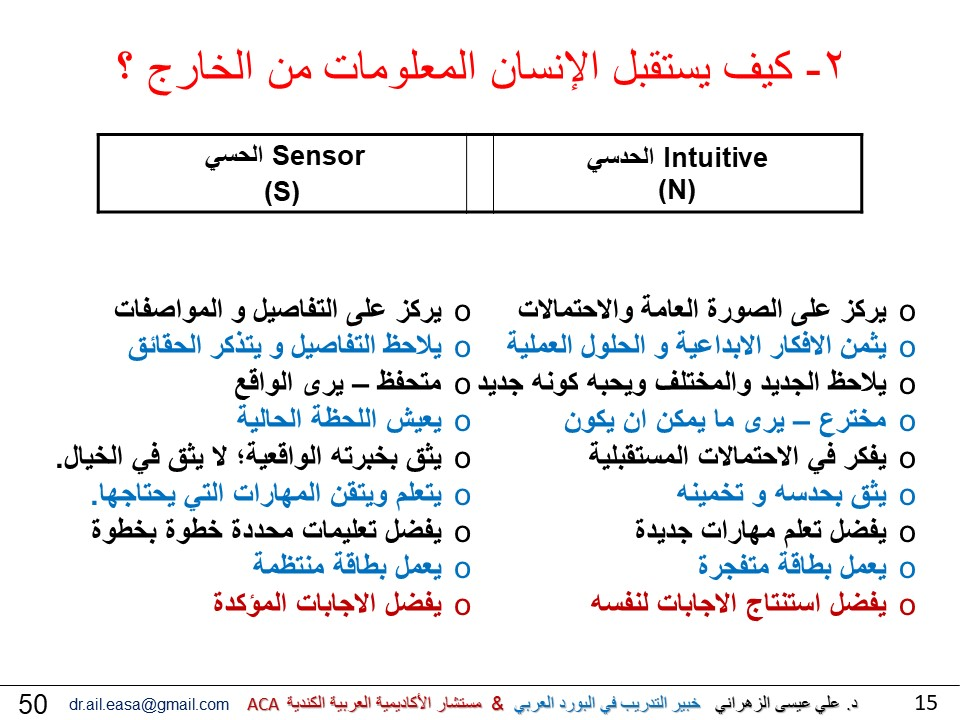 ٢- كيف يستقبل الإنسان المعلومات من الخارج ؟
الحدسي Intuitive
(N)
الحسي Sensor
(S)
o يركز على الصورة العامة والاحتمالات
o يثمن الافكار الابداعية و الحلول العملية
o يلاحظ الجديد والمختلف ويحبه كونه جديد
o مخترع – يرى ما يمكن ان يكون
o يفكر في الاحتمالات المستقبلية
o يثق بحدسه و تخمينه
o يفضل تعلم مهارات جديدة
o يعمل بطاقة متفجرة
o يفضل استنتاج الاجابات لنفسه
o يركز على التفاصيل و المواصفات
o يلاحظ التفاصيل و يتذكر الحقائق
o متحفظ – يرى الواقع
o يعيش اللحظة الحالية
o يثق بخبرته الواقعية؛ لا يثق في الخيال.
o يتعلم ويتقن المهارات التي يحتاجها.
o يفضل تعليمات محددة خطوة بخطوة
o يعمل بطاقة منتظمة
o يفضل الاجابات المؤكدة
15
د. علي عيسى الزهراني خبير التدريب في البورد العربي & مستشار الأكاديمية العربية الكندية ACA dr.ail.easa@gmail.com
50